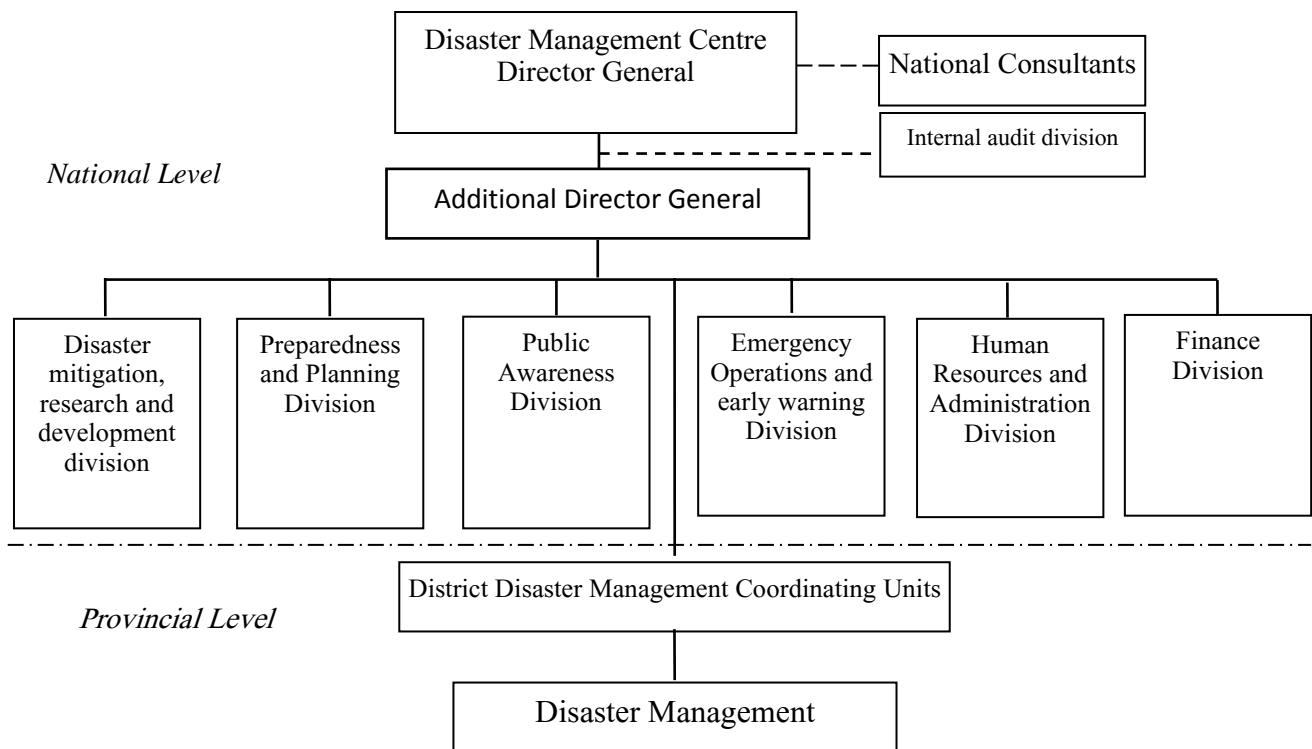 Disaster Management Centre
Director General
National Consultants
Internal audit division
National Level
Additional Director General
Disaster
mitigation,
research and
development
division
Preparedness
and Planning
Division
Public
Awareness
Division
Emergency
Operations and
early warning
Division
Human
Resources and
Administration
Division
Finance
Division
District Disaster Management Coordinating Units
Provincial Level
Disaster Management